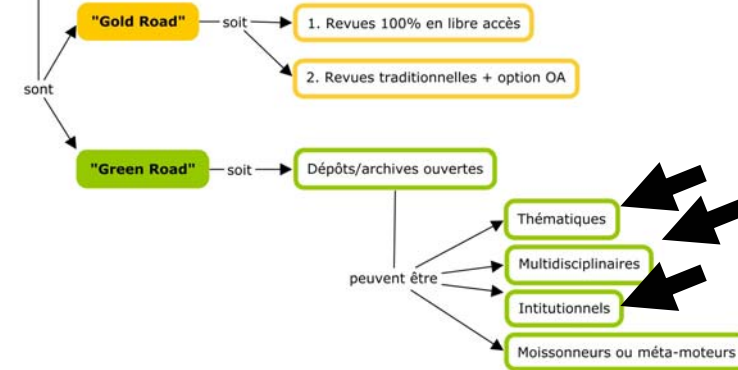 "Gold Road"
soit
1. Revues 100% en libre accès
sont
2. Revues traditionnelles + option OA
"Green Road"
soit
Dépôts/archives ouvertes
Thématiques
peuvent être
Multidisciplinaires
Intitutionnels
Moissonneurs ou méta-moteurs